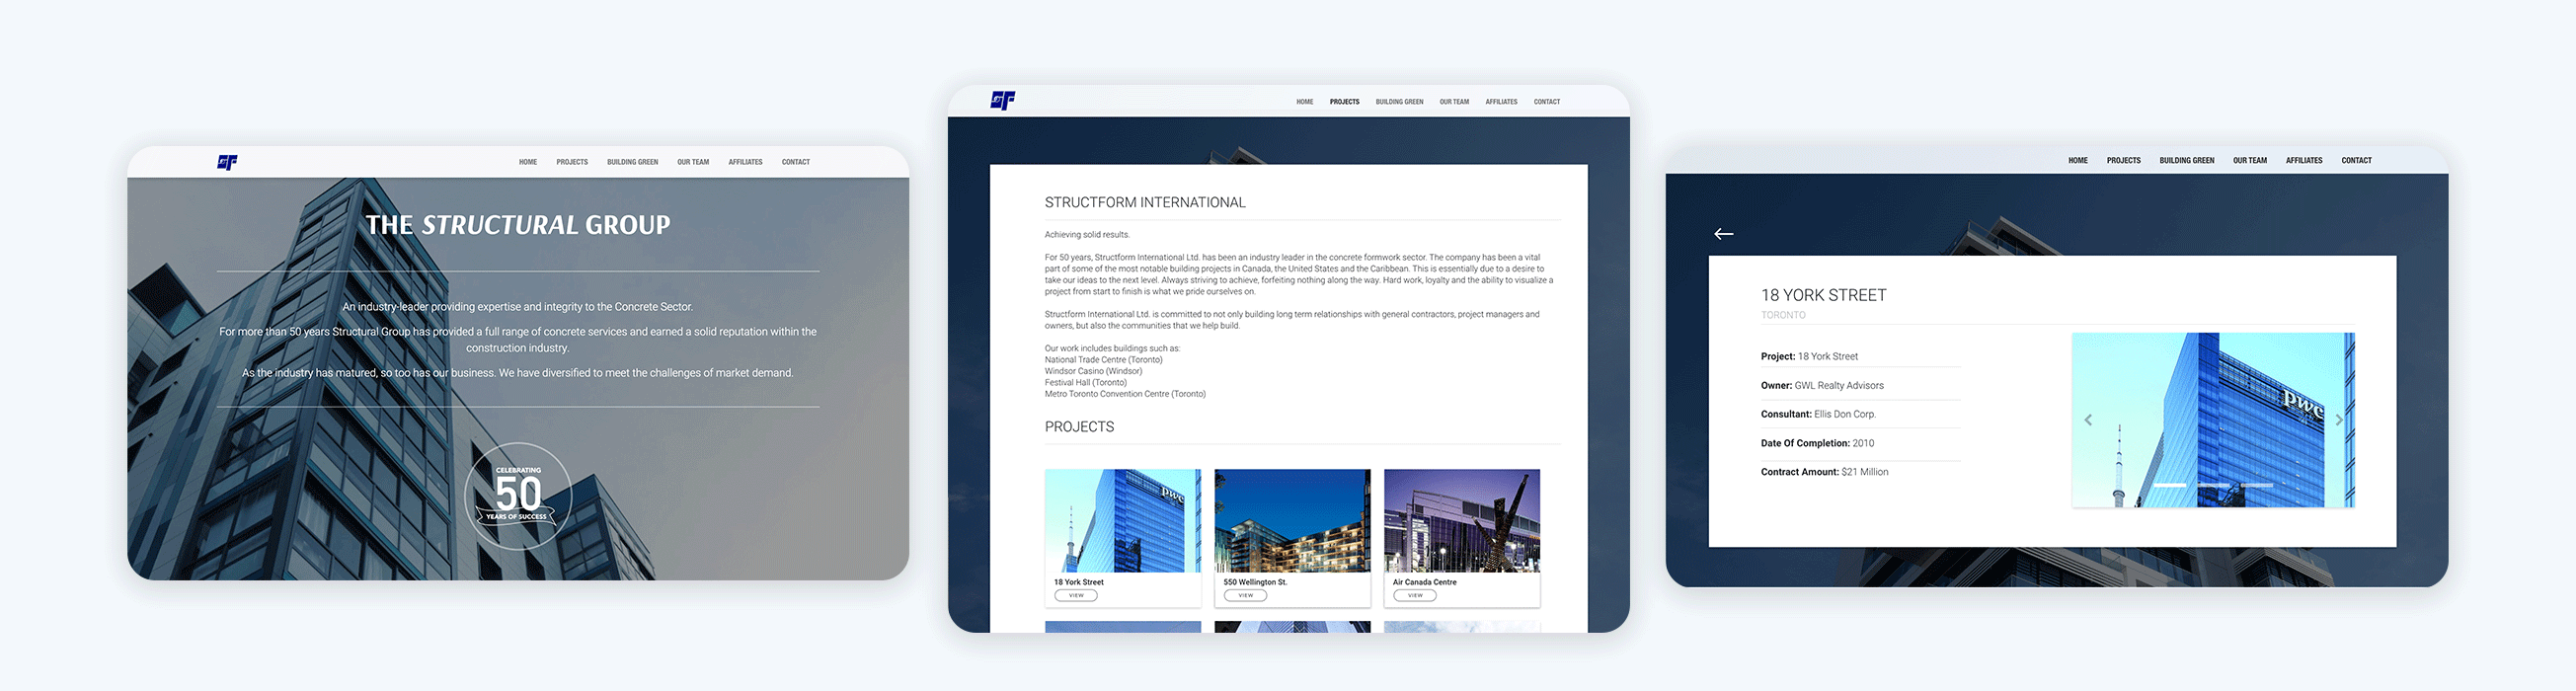 HOME PROJECTS BUILDING GREEN OUR TEAM AFFILIATES CONTACT
THE STRUCTURAL GROUP
An industry-leader providing expertise and integrity to the Concrete Sector.
For more than 50 years Structural Group has provided a full range of concrete services and earned a solid reputation within the
construction industry.
As the industry has matured, so too has our business. We have diversified to meet the challenges of market demand.
CELEBRATING
50
YEARS OF SUCCESS
HOME PROJECTS BUILDING GREEN OUR TEAM AFFILIATES CONTACT
STRUCTFORM INTERNATIONAL
Achieving solid results.
For 50 years, Structform International Ltd. has been an industry leader in the concrete formwork sector. The company has been a vital
part of some of the most notable building projects in Canada, the United States and the Caribbean. This is essentially due to a desire to
take our ideas to the next level. Always striving to achieve, forfeiting nothing along the way. Hard work, loyalty and the ability to visualize a
project from start to finish is what we pride ourselves on.
Structform International Ltd. is committed to not only building long term relationships with general contractors, project managers and
owners, but also the communities that we help build.
Our work includes buildings such as:
National Trade Centre (Toronto)
Windsor Casino (Windsor)
Festival Hall (Toronto)
Metro Toronto Convention Centre (Toronto)
PROJECTS
pwc
18 York Street
VIEW
550 Wellington St.
VIEW
Air Canada Centre
VIEW
HOME PROJECTS BUILDING GREEN OUR TEAM AFFILIATES CONTACT
18 YORK STREET
TORONTO
Project: 18 York Street
Owner: GWL Realty Advisors
Consultant: Ellis Don Corp.
Date Of Completion: 2010
Contract Amount: $21 Million
pwc